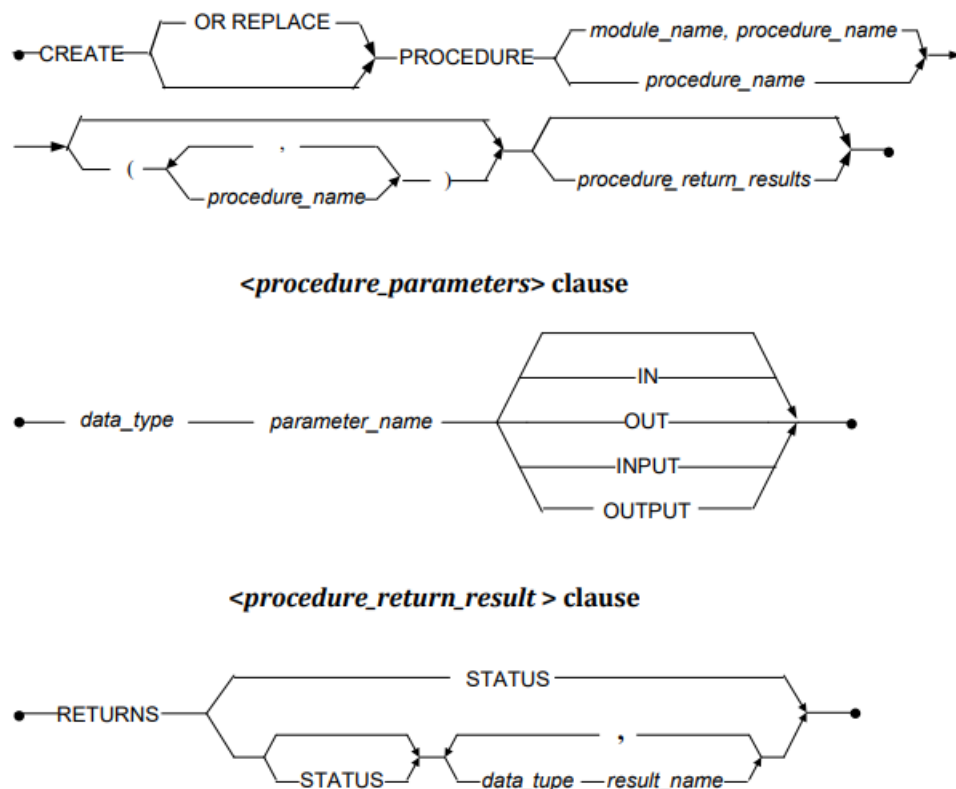 OR REPLACE module_name, procedure_name
CREATE PROCEDURE
procedure_name
,
( procedure_name ) procedure_return_results
<procedure_parameters> clause
IN
data_type parameter_name OUT
INPUT
OUTPUT
<procedure_return_result > clause
STATUS
RETURNS
,
STATUS data_type result_name